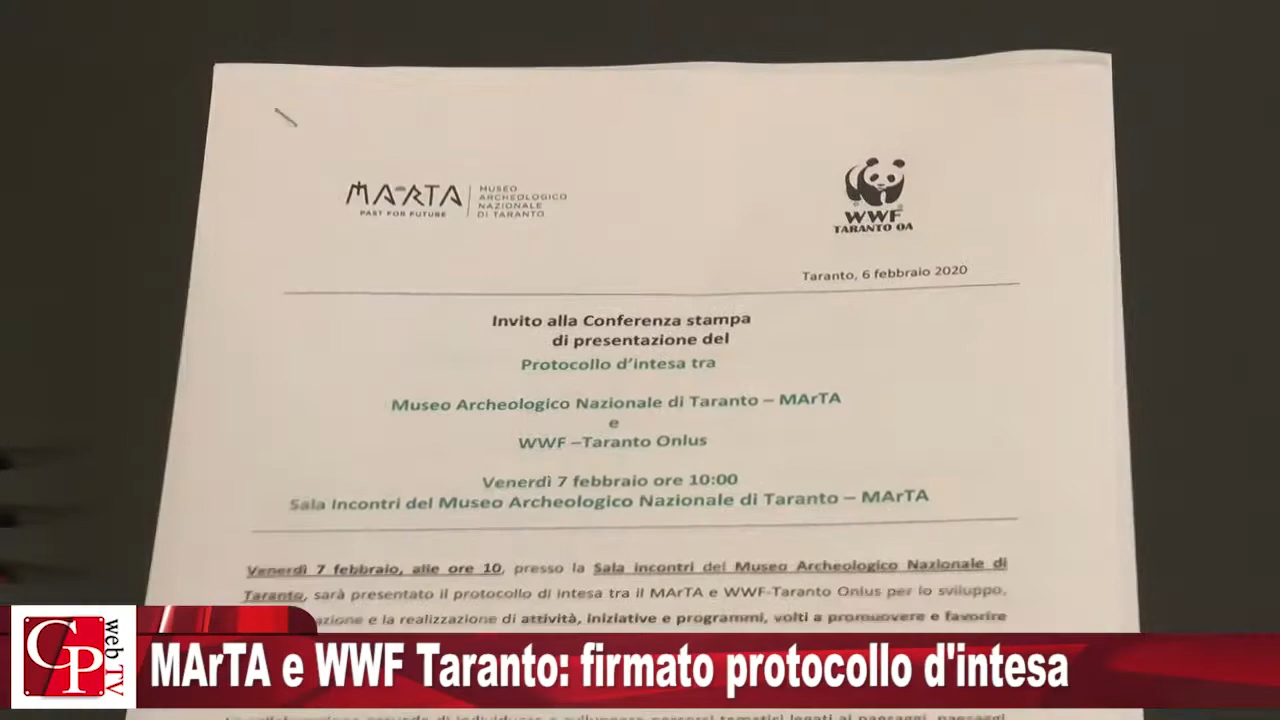 MArTA
PAST FOR FUTURE
MUSEO
ARCHEOLOGICO
NAZIONALE
DI TARANTO
WWF
TARANTO OA
Taranto, 6 febbraio 2020
Invito alla Conferenza stampa
di presentazione del
Protocollo d'intesa tra
Museo Archeologico Nazionale di Taranto – MArTA
e
WWF –Taranto Onlus
Venerdì 7 febbraio ore 10:00
Sala Incontri del Museo Archeologico Nazionale di Taranto – MArTA
Venerdì 7 febbraio, alle ore 10, presso la Sala incontri del Museo Archeologico Nazionale di
Taranto, sarà presentato il protocollo di intesa tra il MArTA e WWF-Taranto Onlus per lo sviluppo,
azione e la realizzazione di attività, iniziative e programmi, volti a promuovere e favorire
CP web TV
MArTA e WWF Taranto: firmato protocollo d'intesa